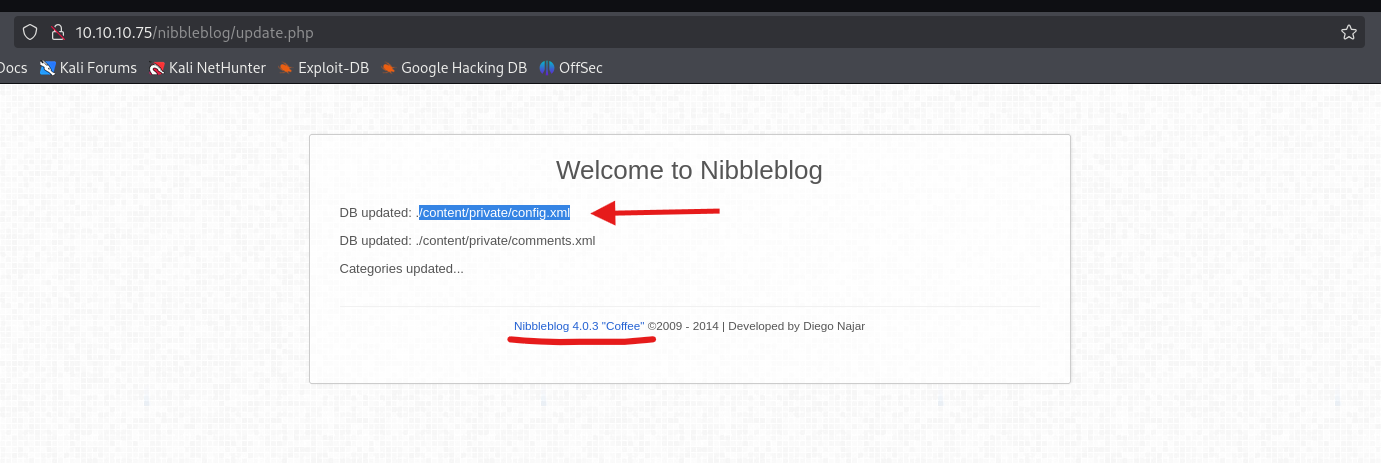 10.10.10.75/nibbleblog/update.php
Docs Kali Forums Kali NetHunter Exploit-DB Google Hacking DB OffSec
Welcome to Nibbleblog
DB updated: ./content/private/config.xml
DB updated: ./content/private/comments.xml
Categories updated...
Nibbleblog 4.0.3 "Coffee" ©2009 - 2014 | Developed by Diego Najar